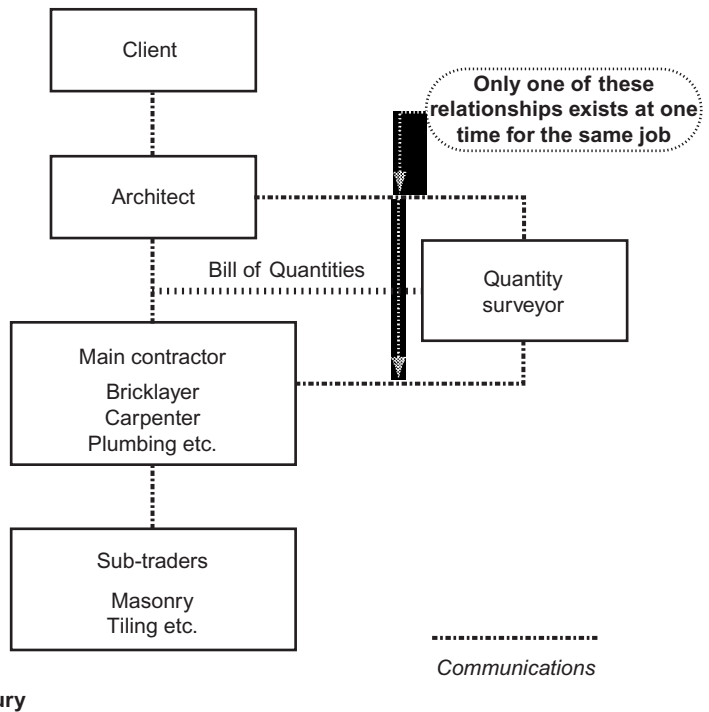 Client
Only one of these
relationships exists at one
time for the same job
Architect
Bill of Quantities
Quantity
surveyor
Main contractor
Bricklayer
Carpenter
Plumbing etc.
Sub-traders
Masonry
Tiling etc.
Communications
ury